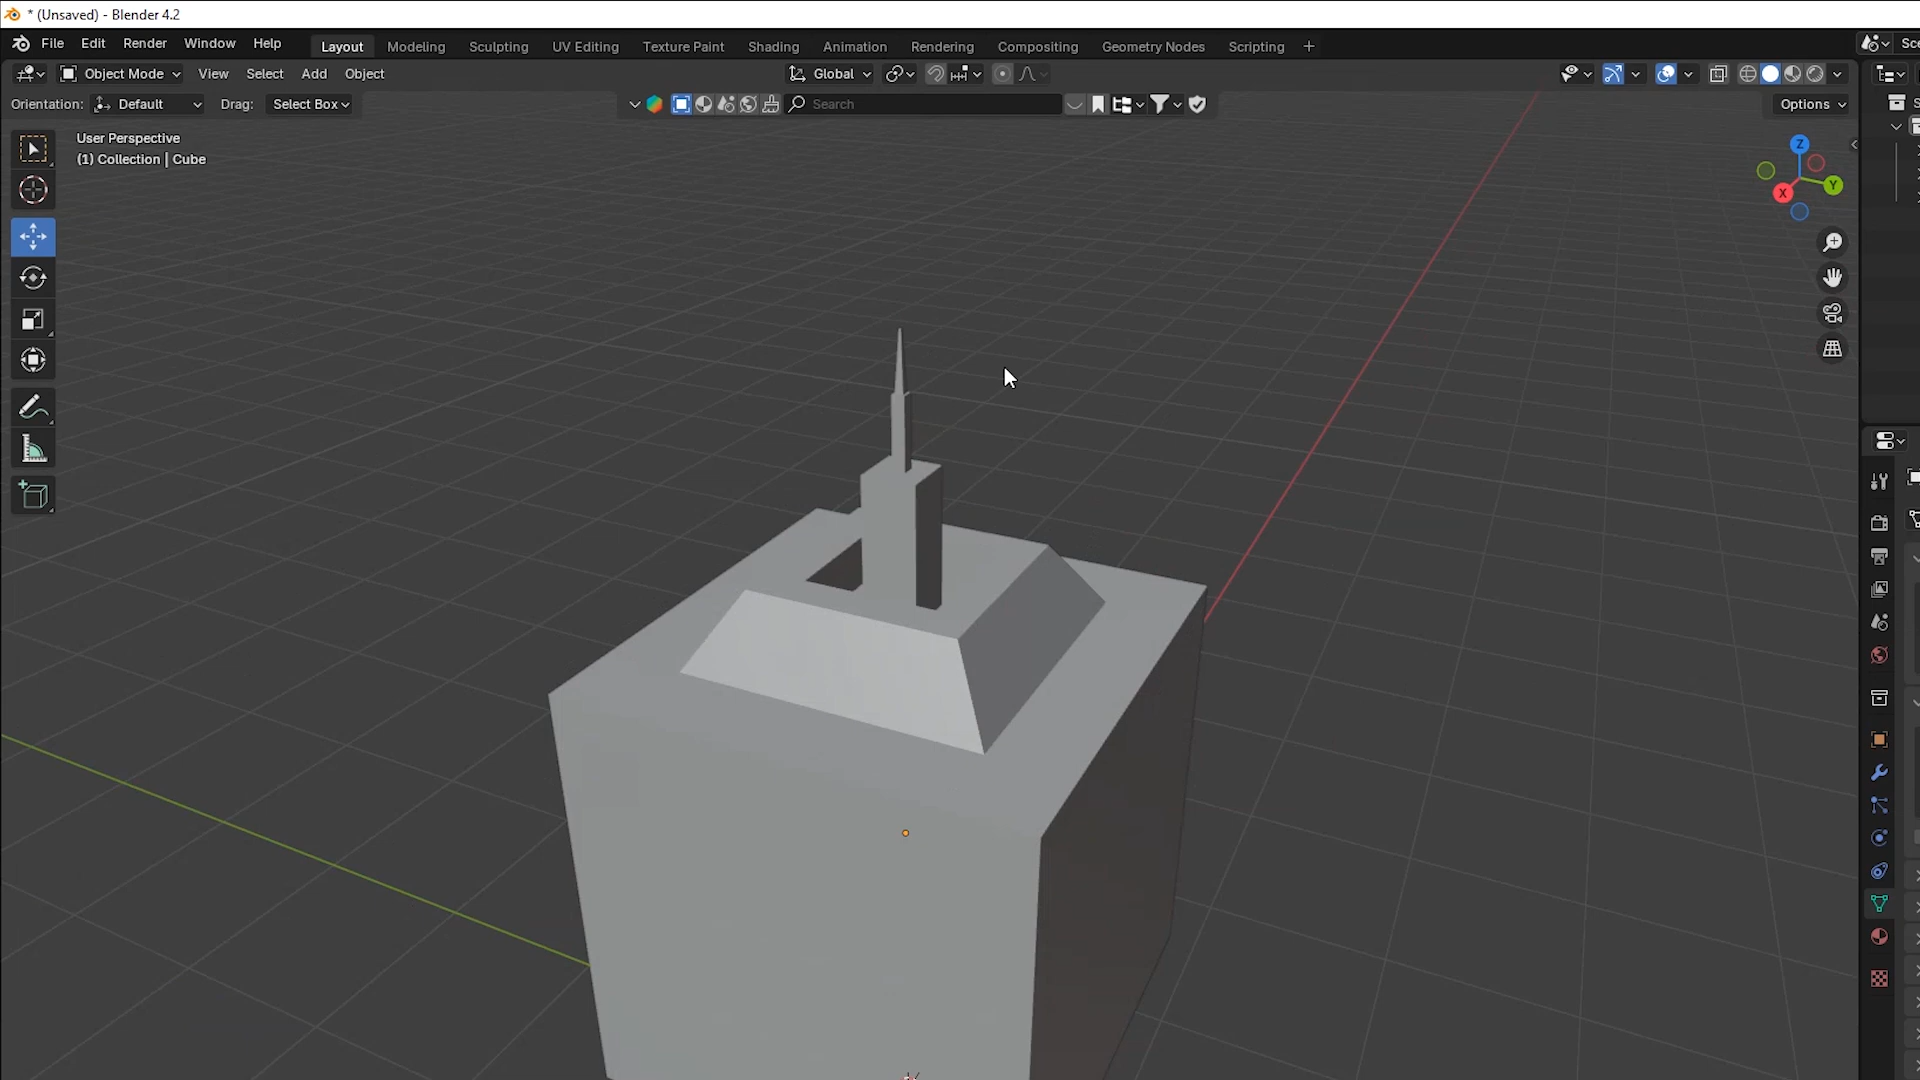 * (Unsaved) - Blender 4.2
File Edit Render Window Help Layout Modeling Sculpting UV Editing Texture Paint Shading Animation Rendering Compositing Geometry Nodes Scripting + Sce
Object Mode View Select Add Object Global
Orientation: Default Drag: Select Box Search Options S
User Perspective
(1) Collection | Cube
Z
Y
X